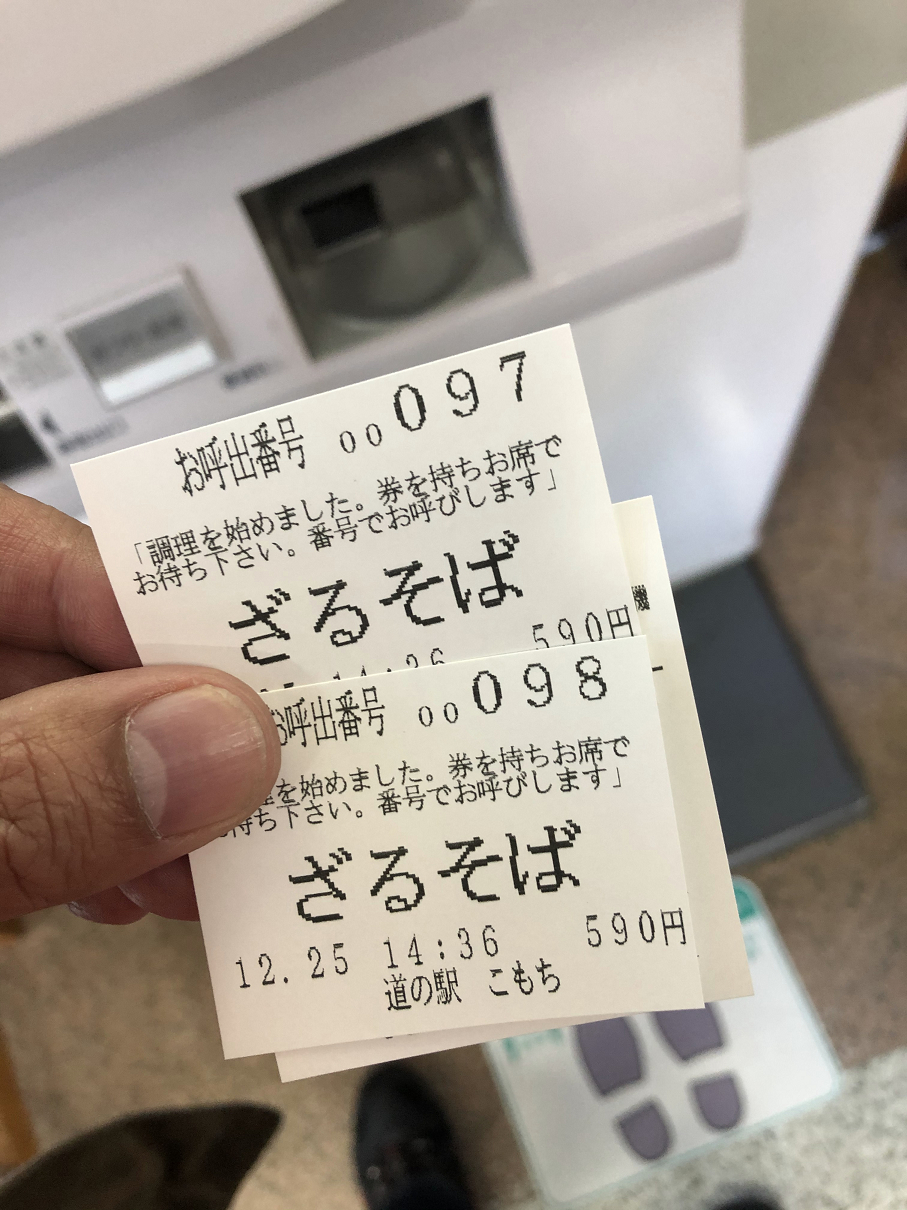 お呼出番号 00097
「調理を始めました。券を持ちお席で
お待ち下さい。番号でお呼びします」
ざるそば
14:36 590円
お呼出番号 00098
理を始めました。券を持ちお席で
待ち下さい。番号でお呼びします」
ざるそば
12.25 14:36 590円
道の駅 こもち